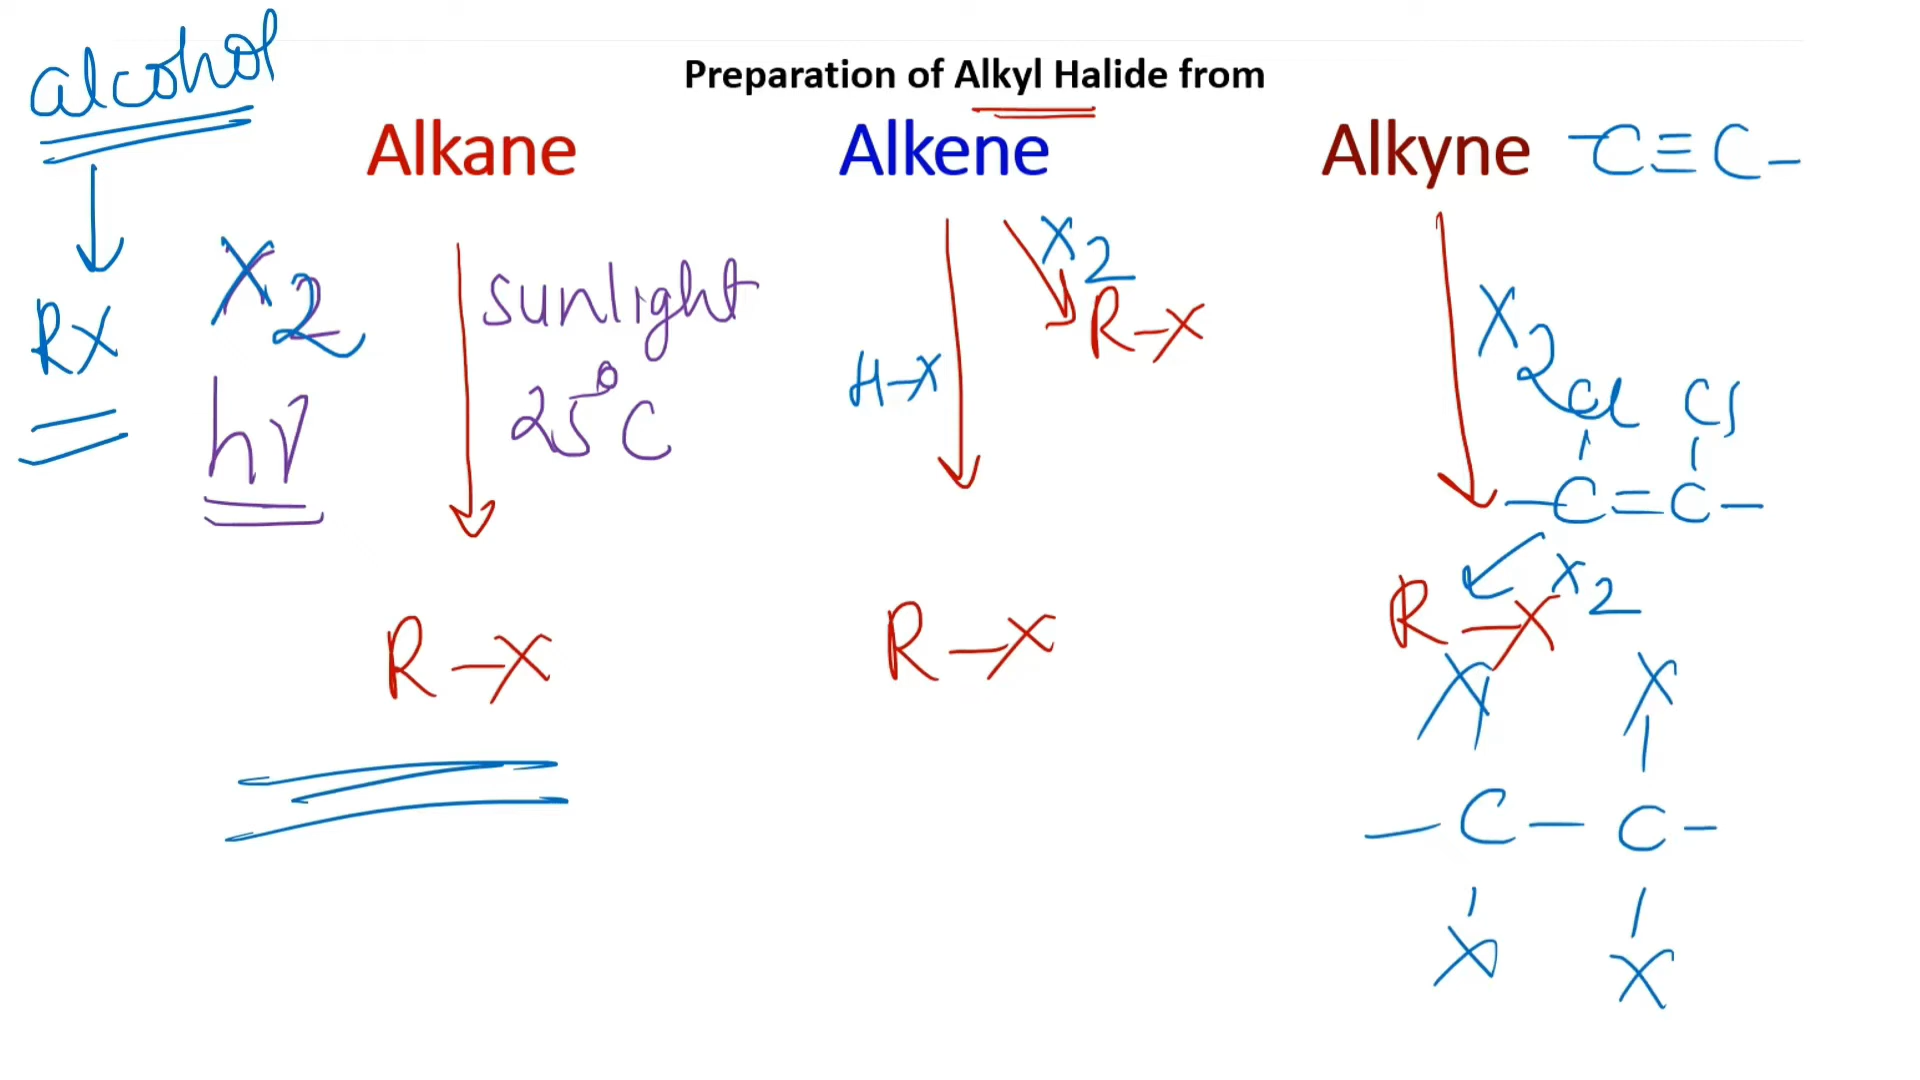 Preparation of Alkyl Halide from
alcohol
RX
Alkane
X2
hν
sunlight
25°C
R-X
Alkene
H-X
X2
R-X
R-X
Alkyne -C≡C-
X2
Cl Cl
-C=C-
X2
R-X
X X
-C-C-
X X